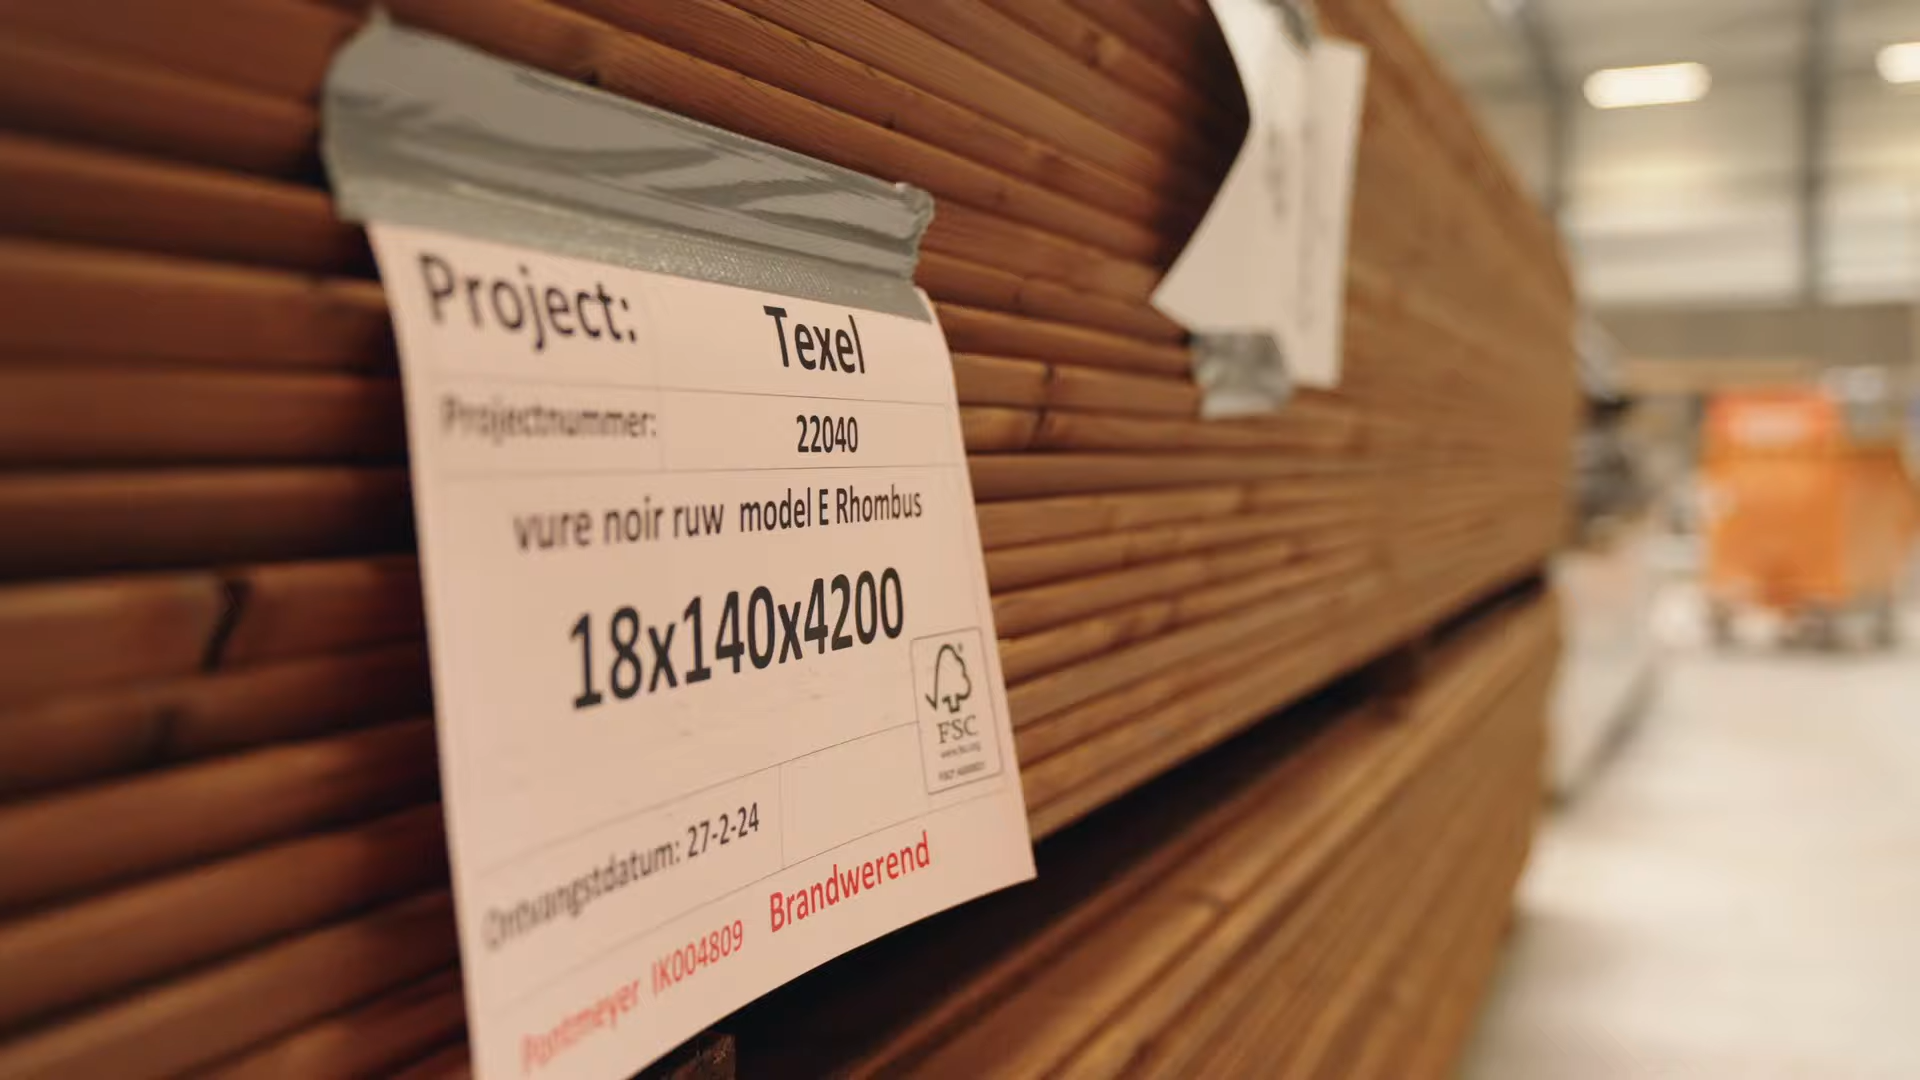 Project: Texel
Projectnummer: 22040
vure noir ruw model E Rhombus
18x140x4200
FSC
Ontvangstdatum: 27-2-24
IK004809 Brandwerend